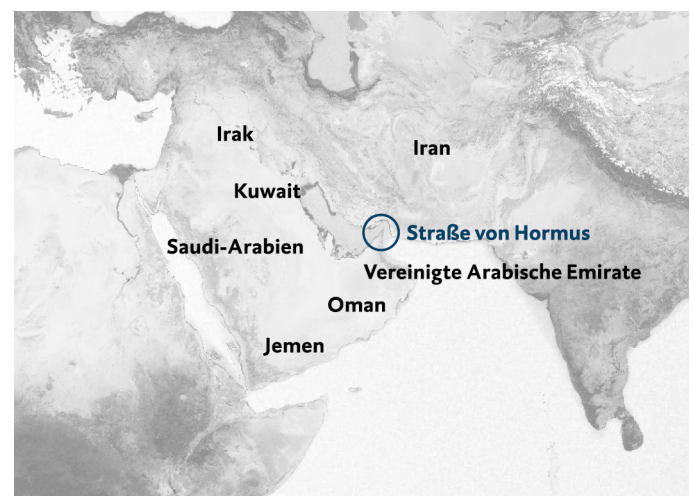 Irak
Iran
Kuwait
Straße von Hormus
Saudi-Arabien
Vereinigte Arabische Emirate
Oman
Jemen